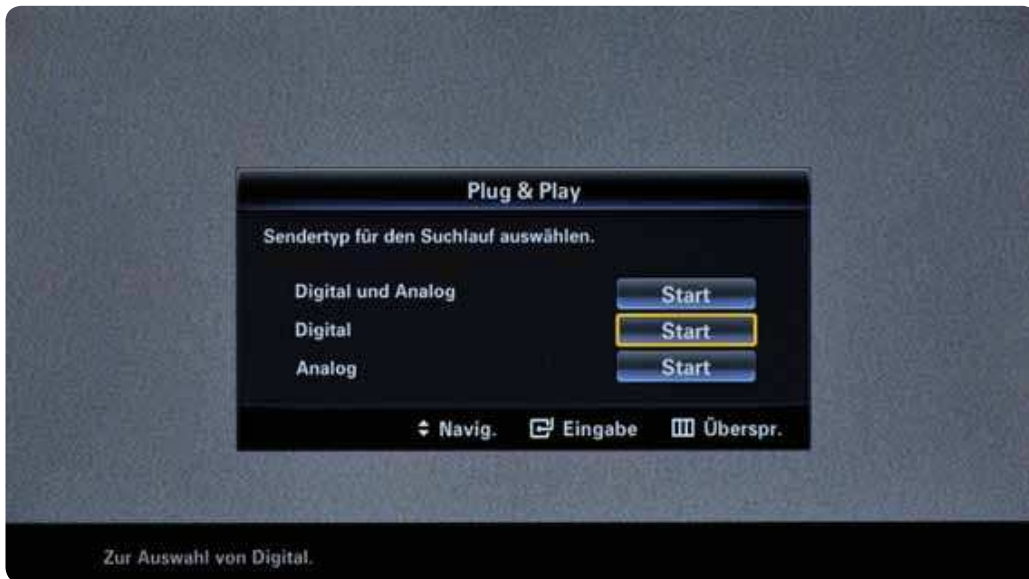 Plug & Play
Sendertyp für den Suchlauf auswählen.
Digital und Analog Start
Digital Start
Analog Start
Navig. Eingabe Überspr.
Zur Auswahl von Digital.